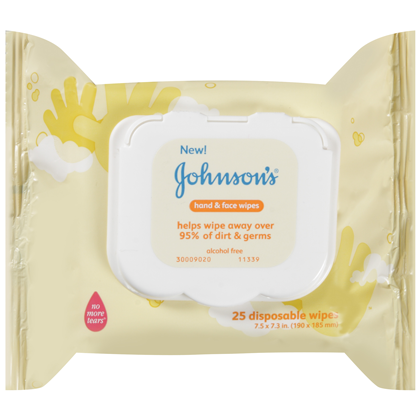 New!
Johnson's®
hand & face wipes
helps wipe away over
95% of dirt & germs
alcohol free
30009020 11339
no
more
tears®
25 disposable wipes
7.5 x 7.3 in. (190 x 185 mm)